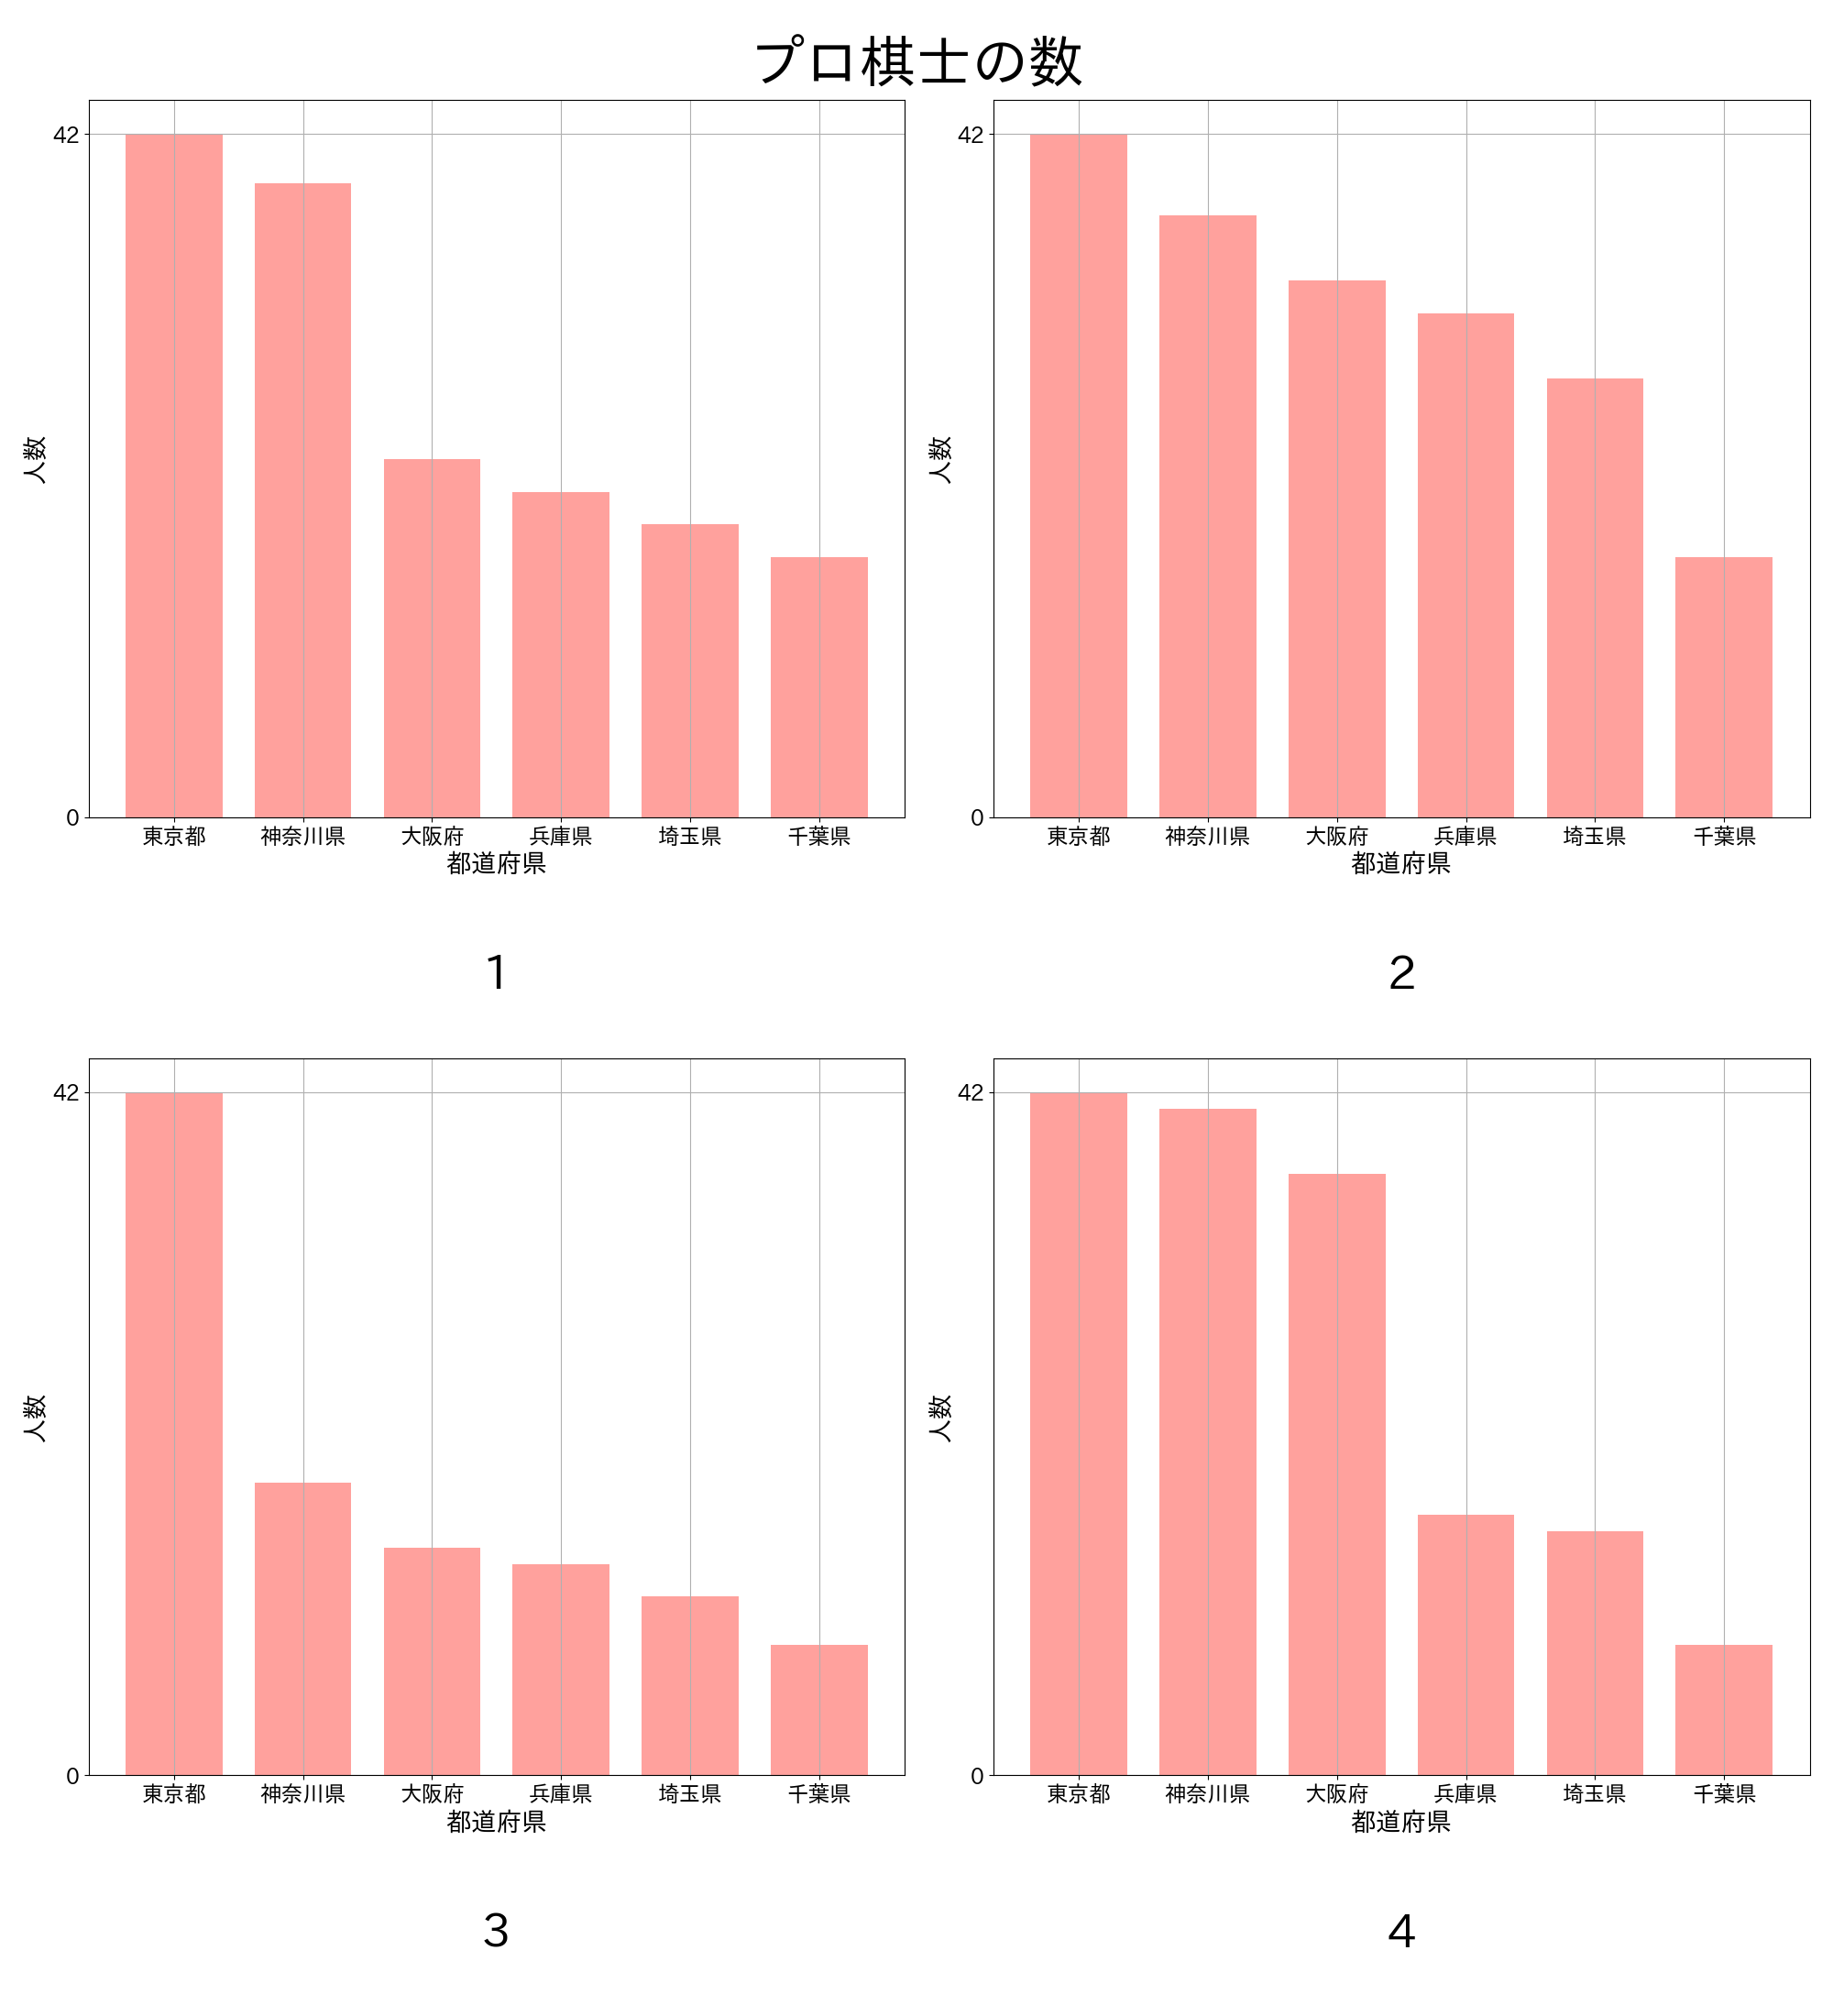 プロ棋士の数
42
0
人数
東京都 神奈川県 大阪府 兵庫県 埼玉県 千葉県
都道府県
1
42
0
人数
東京都 神奈川県 大阪府 兵庫県 埼玉県 千葉県
都道府県
2
42
0
人数
東京都 神奈川県 大阪府 兵庫県 埼玉県 千葉県
都道府県
3
42
0
人数
東京都 神奈川県 大阪府 兵庫県 埼玉県 千葉県
都道府県
4